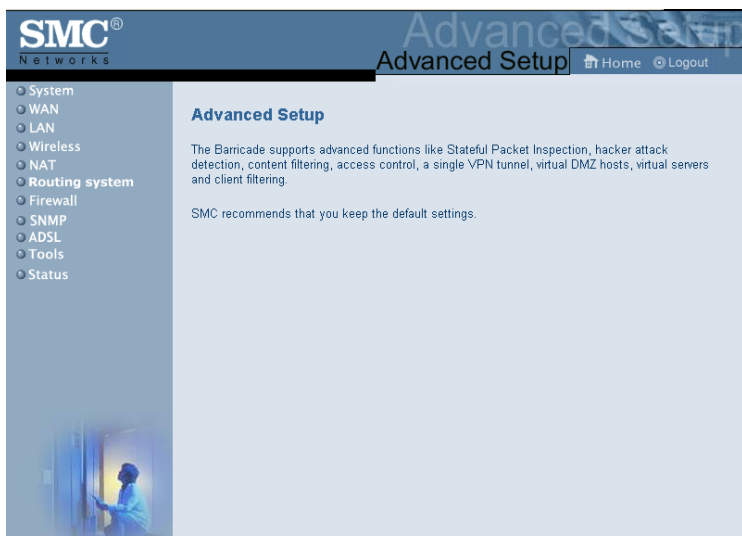 SMC®
Networks
Advanced Setup
Advanced Setup
Home
Logout
System
WAN
LAN
Wireless
NAT
Routing system
Firewall
SNMP
ADSL
Tools
Status
Advanced Setup
The Barricade supports advanced functions like Stateful Packet Inspection, hacker attack
detection, content filtering, access control, a single VPN tunnel, virtual DMZ hosts, virtual servers
and client filtering.
SMC recommends that you keep the default settings.